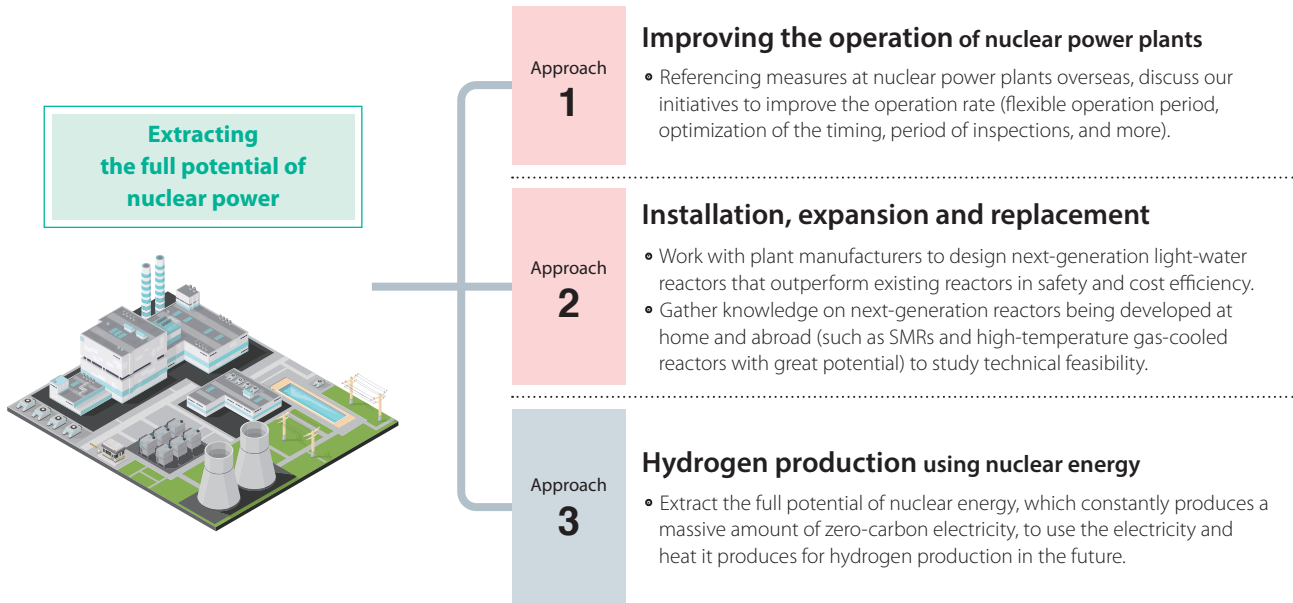 Extracting
the full potential of
nuclear power
Approach
1
Improving the operation of nuclear power plants
• Referencing measures at nuclear power plants overseas, discuss our
initiatives to improve the operation rate (flexible operation period,
optimization of the timing, period of inspections, and more).
Approach
2
Installation, expansion and replacement
• Work with plant manufacturers to design next-generation light-water
reactors that outperform existing reactors in safety and cost efficiency.
• Gather knowledge on next-generation reactors being developed at
home and abroad (such as SMRs and high-temperature gas-cooled
reactors with great potential) to study technical feasibility.
Approach
3
Hydrogen production using nuclear energy
• Extract the full potential of nuclear energy, which constantly produces a
massive amount of zero-carbon electricity, to use the electricity and
heat it produces for hydrogen production in the future.